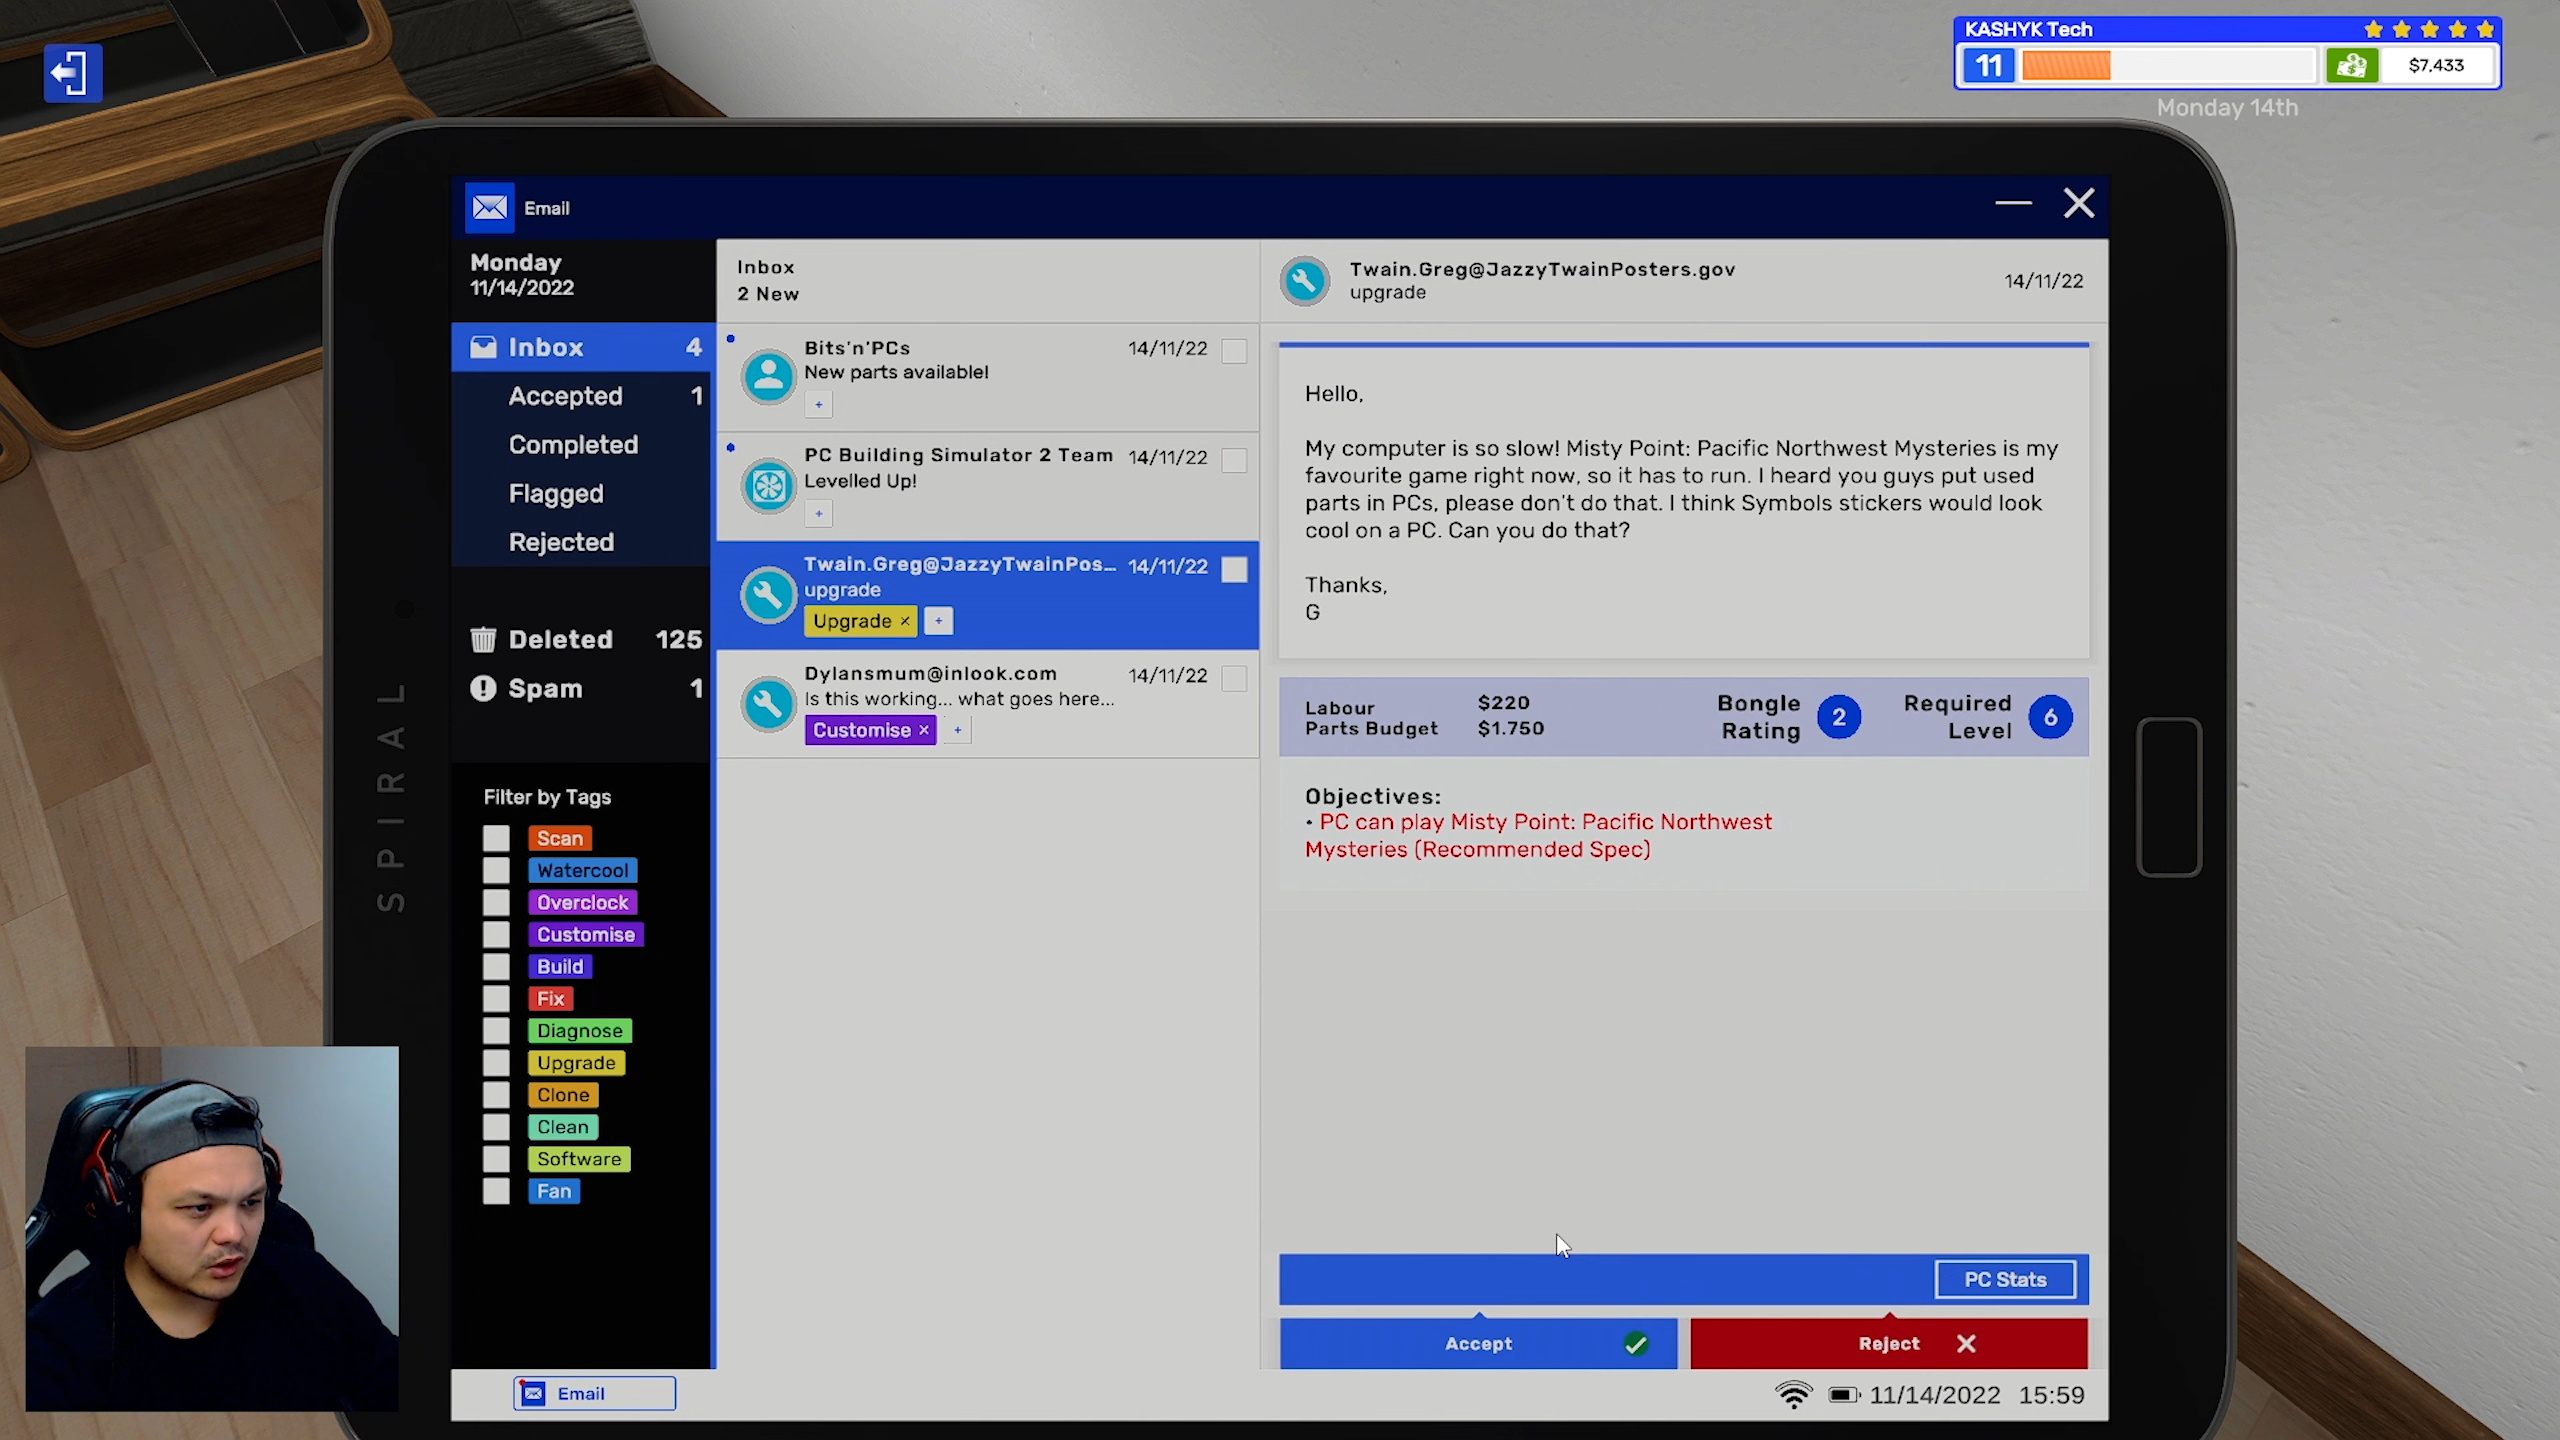 KASHYK Tech
11
$7,433
Monday 14th
Email
Monday
11/14/2022
Inbox 4
Accepted 1
Completed
Flagged
Rejected
Deleted 125
Spam 1
Filter by Tags
Scan
Watercool
Overclock
Customise
Build
Fix
Diagnose
Upgrade
Clone
Clean
Software
Fan
Inbox
2 New
Bits'n'PCs 14/11/22
New parts available!
+
PC Building Simulator 2 Team 14/11/22
Levelled Up!
+
Twain.Greg@JazzyTwainPos... 14/11/22
upgrade
Upgrade × +
Dylansmum@inlook.com 14/11/22
Is this working... what goes here...
Customise × +
Twain.Greg@JazzyTwainPosters.gov
upgrade
14/11/22
Hello,
My computer is so slow! Misty Point: Pacific Northwest Mysteries is my
favourite game right now, so it has to run. I heard you guys put used
parts in PCs, please don't do that. I think Symbols stickers would look
cool on a PC. Can you do that?
Thanks,
G
Labour $220
Parts Budget $1.750
Bongle
Rating 2
Required
Level 6
Objectives:
• PC can play Misty Point: Pacific Northwest
Mysteries (Recommended Spec)
PC Stats
Accept
Reject
Email
11/14/2022 15:59
SPIRAL